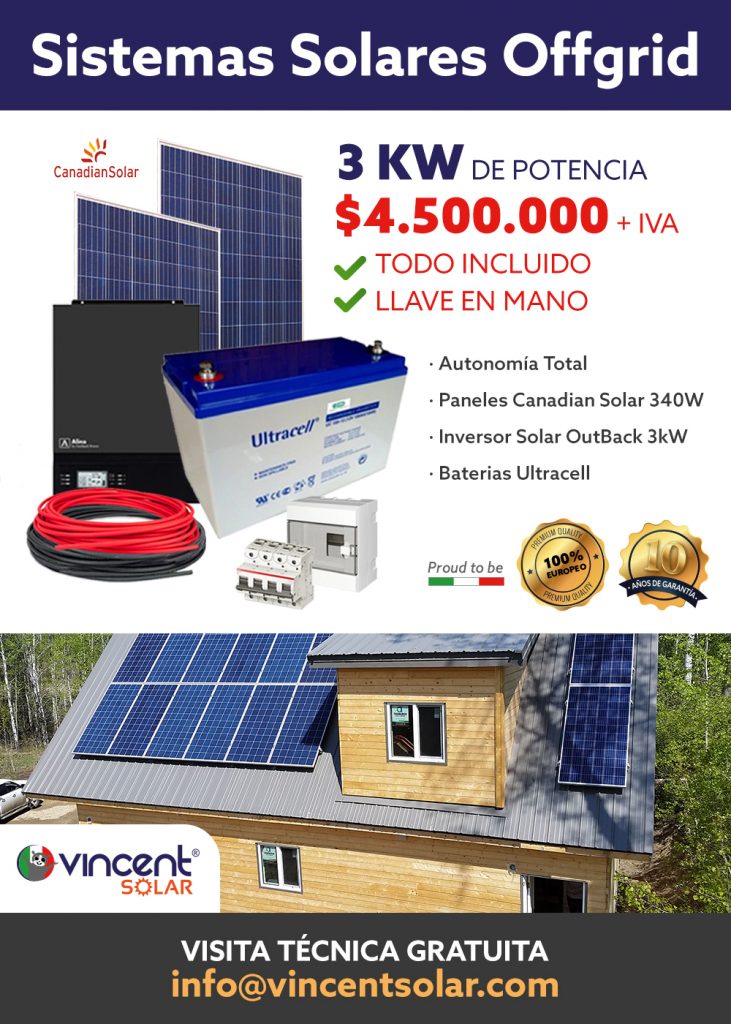 Sistemas Solares Offgrid
CanadianSolar
3 KW DE POTENCIA
$4.500.000 + IVA
TODO INCLUIDO
LLAVE EN MANO
· Autonomía Total
· Paneles Canadian Solar 340W
· Inversor Solar OutBack 3kW
· Baterias Ultracell
Ultracell
Proud to be
PREMIUM QUALITY
100%
EUROPEO
PREMIUM QUALITY
10
AÑOS DE GARANTÍA
vincent®
SOLAR
VISITA TÉCNICA GRATUITA
info@vincentsolar.com